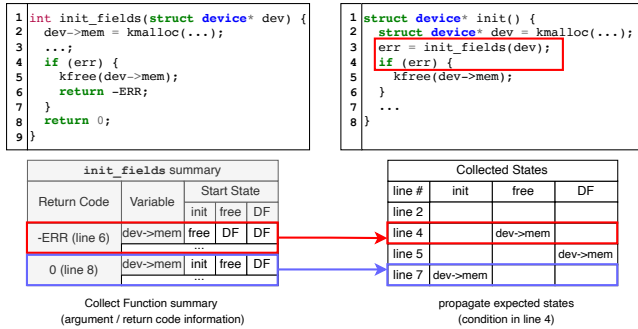 1 int init_fields(struct device* dev) {
2 dev->mem = kmalloc(...);
3 ...;
4 if (err) {
5 kfree(dev->mem);
6 return -ERR;
7 }
8 return 0;
9 }
1 struct device* init() {
2 struct device* dev = kmalloc(...);
3 err = init_fields(dev);
4 if (err) {
5 kfree(dev->mem);
6 }
7 ...
8 }
init_fields summary
Return Code Variable Start State
init free DF
-ERR (line 6) dev->mem free DF DF
...
0 (line 8) dev->mem init free DF
...
Collect Function summary
(argument / return code information)
Collected States
line # init free DF
line 2
line 4 dev->mem
line 5 dev->mem
line 7 dev->mem
propagate expected states
(condition in line 4)